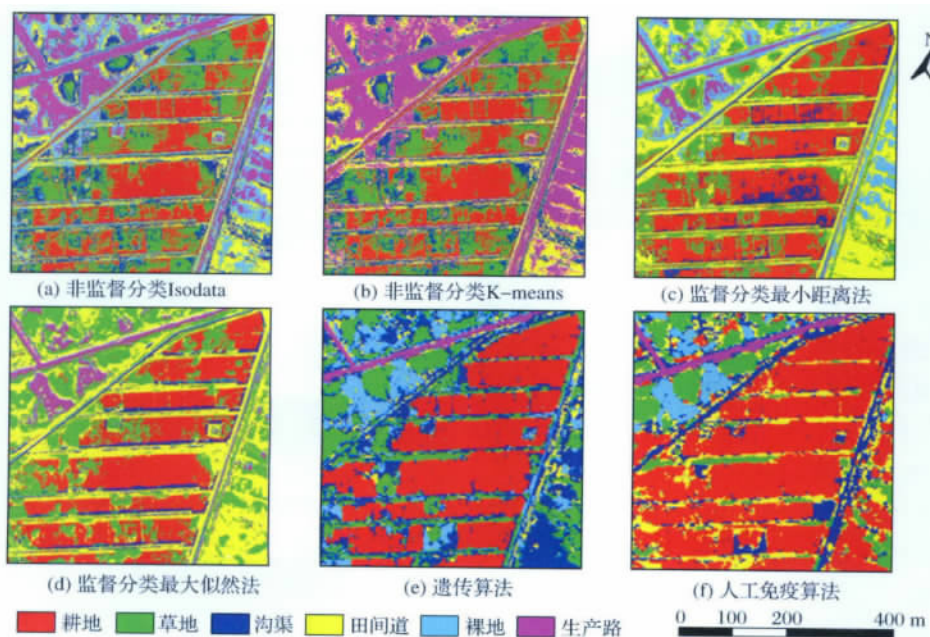 N
(a) 非监督分类Isodata
(b) 非监督分类K-means
(c) 监督分类最小距离法
(d) 监督分类最大似然法
(e) 遗传算法
(f) 人工免疫算法
耕地 草地 沟渠 田间道 裸地 生产路
0 100 200 400 m